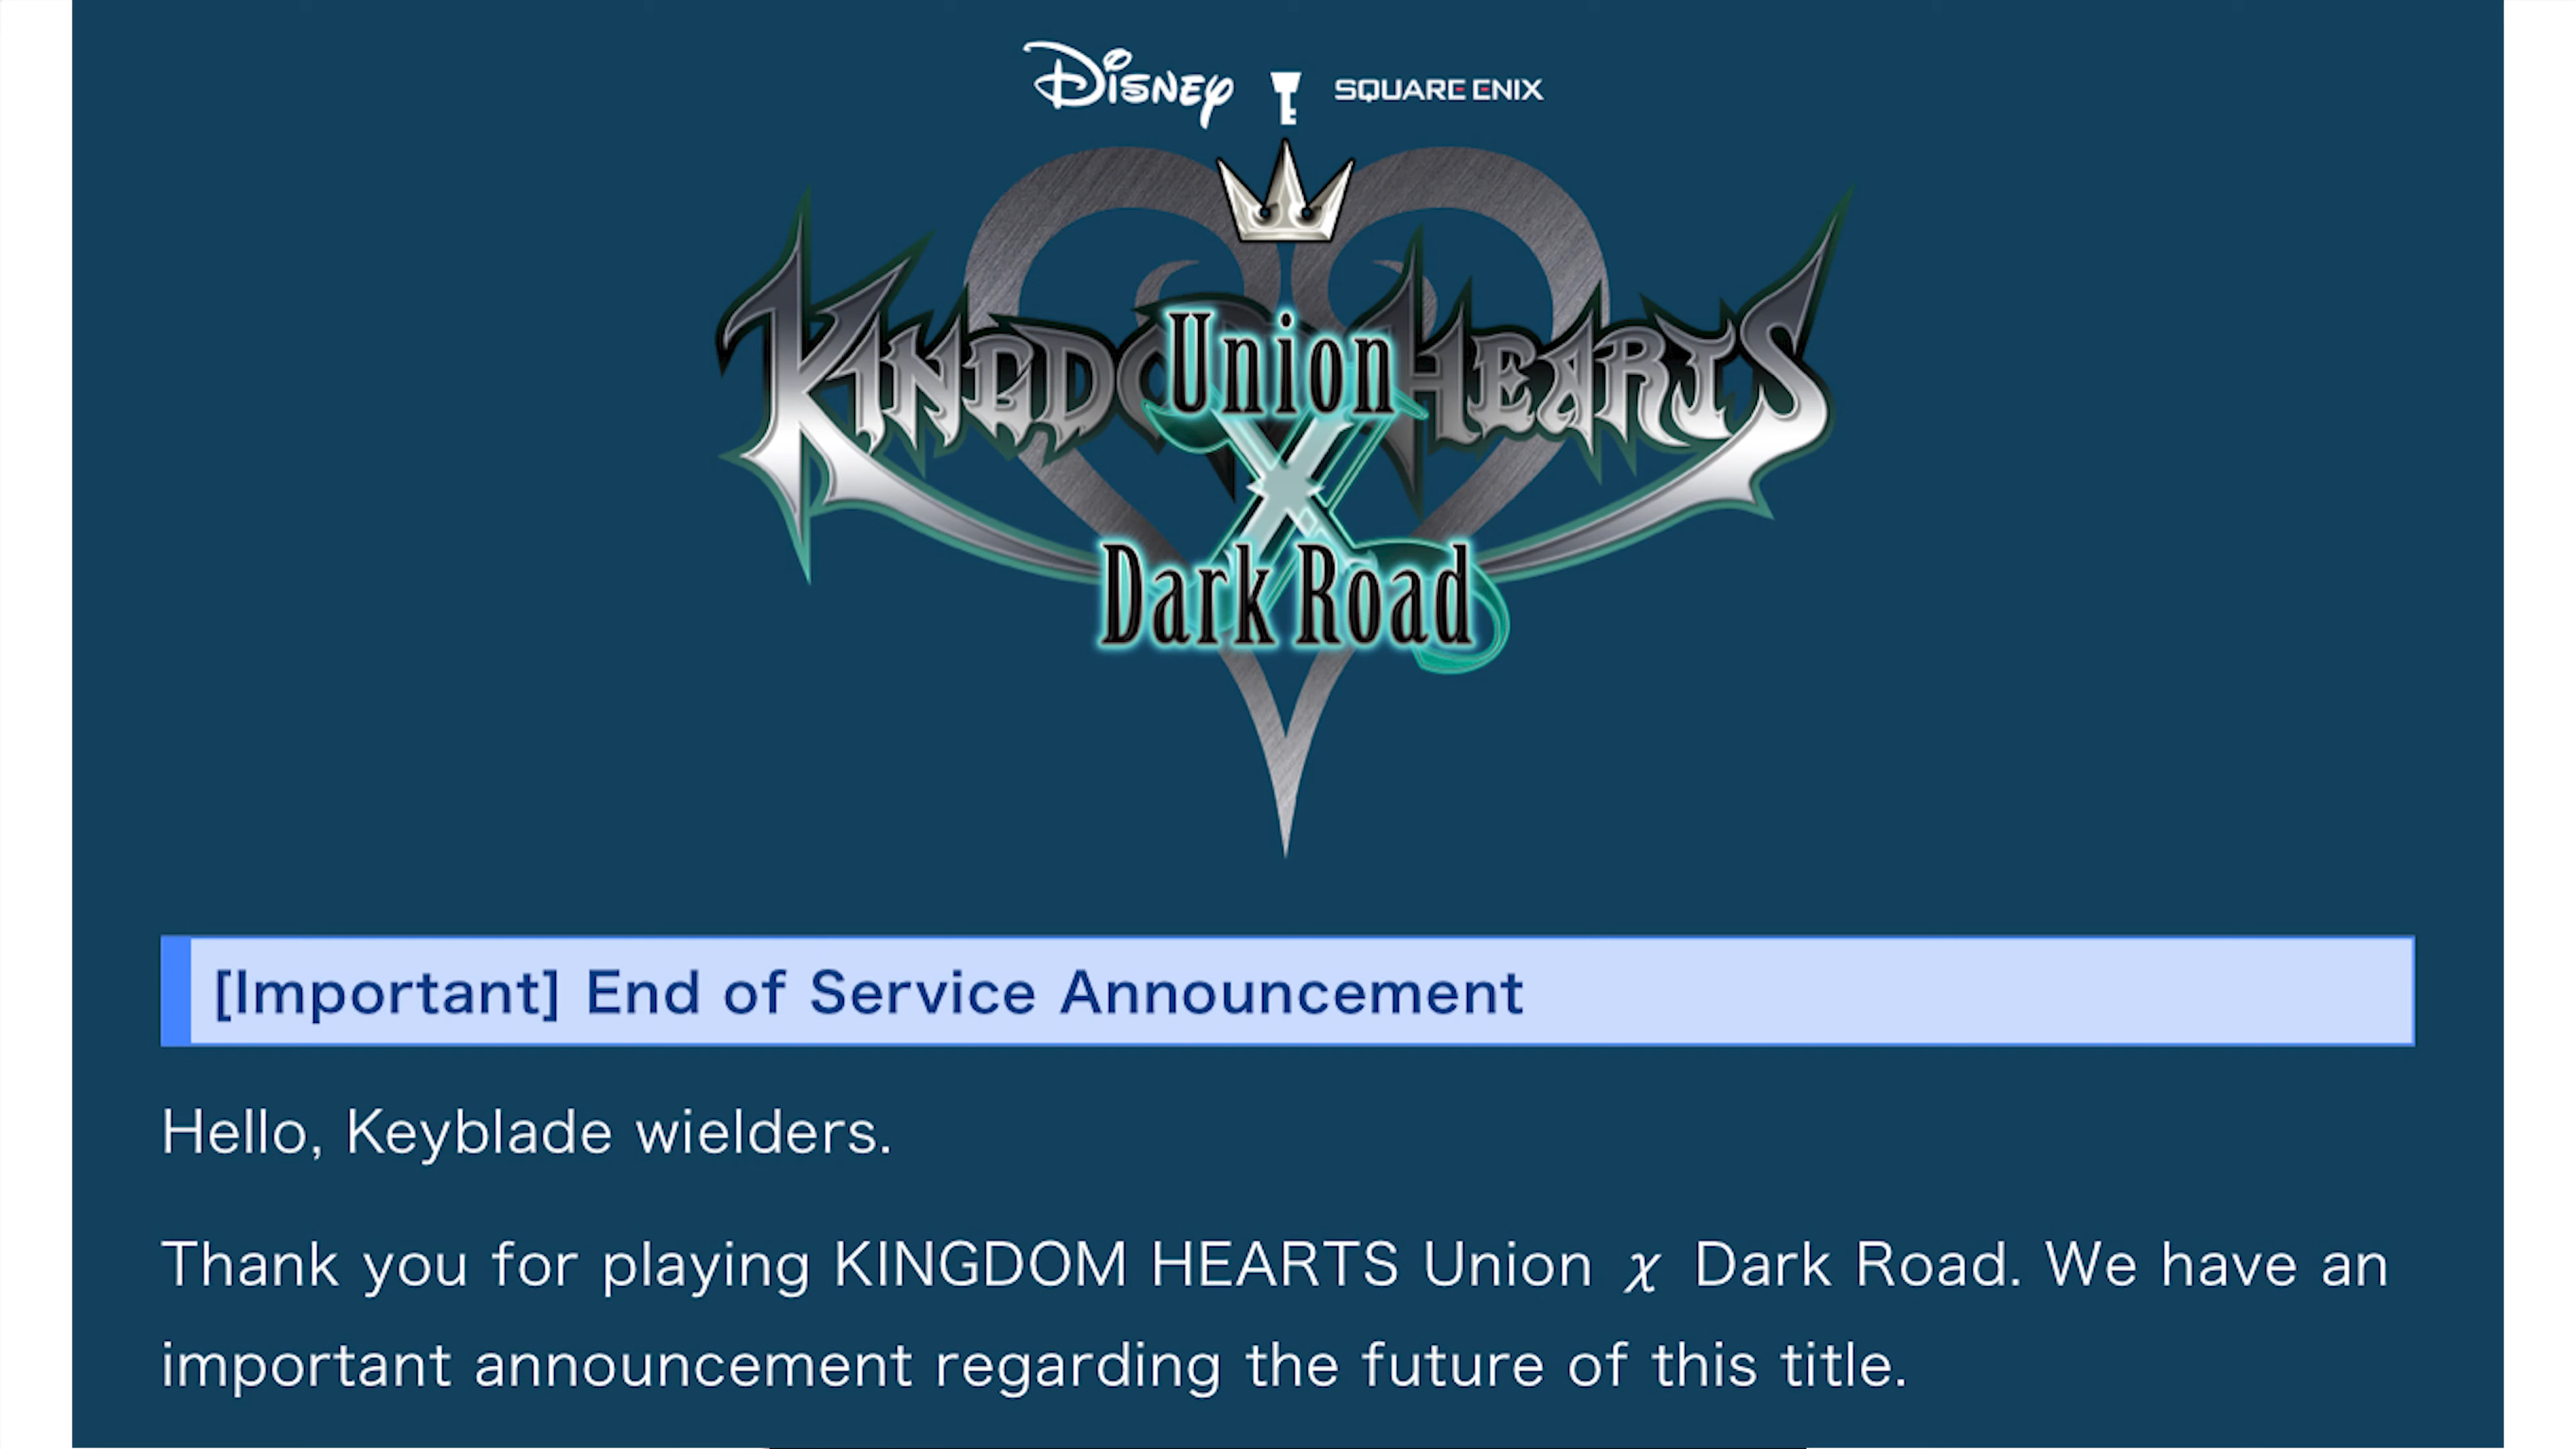 Disney SQUARE ENIX
KINGDOM HEARTS
Union
χ
Dark Road
[Important] End of Service Announcement
Hello, Keyblade wielders.
Thank you for playing KINGDOM HEARTS Union χ Dark Road. We have an
important announcement regarding the future of this title.